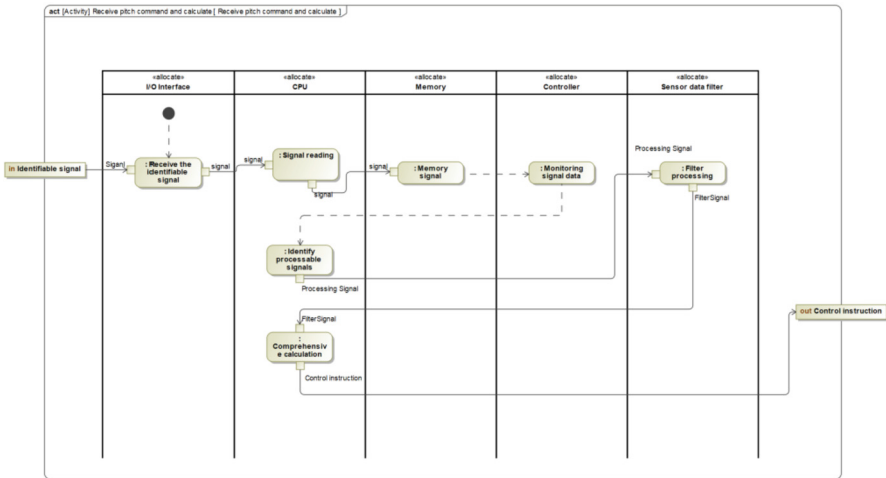 act [Activity] Receive pitch command and calculate [ Receive pitch command and calculate ]
«allocate»
I/O Interface
«allocate»
CPU
«allocate»
Memory
«allocate»
Controller
«allocate»
Sensor data filter
in Identifiable signal
Siganl
: Receive the
identifiable
signal
signal
signal
: Signal reading
signal
signal
: Memory
signal
: Monitoring
signal data
Processing Signal
: Filter
processing
FilterSignal
: Identify
processable
signals
Processing Signal
FilterSignal
:
Comprehensiv
e calculation
Control instruction
out Control instruction